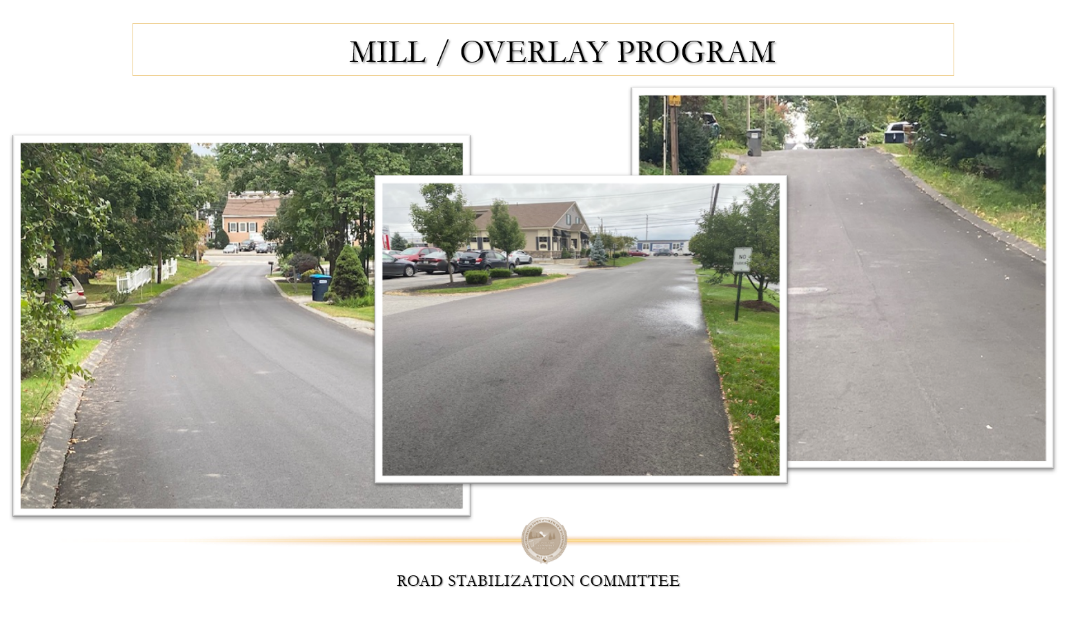 MILL / OVERLAY PROGRAM
NO
ROAD STABILIZATION COMMITTEE